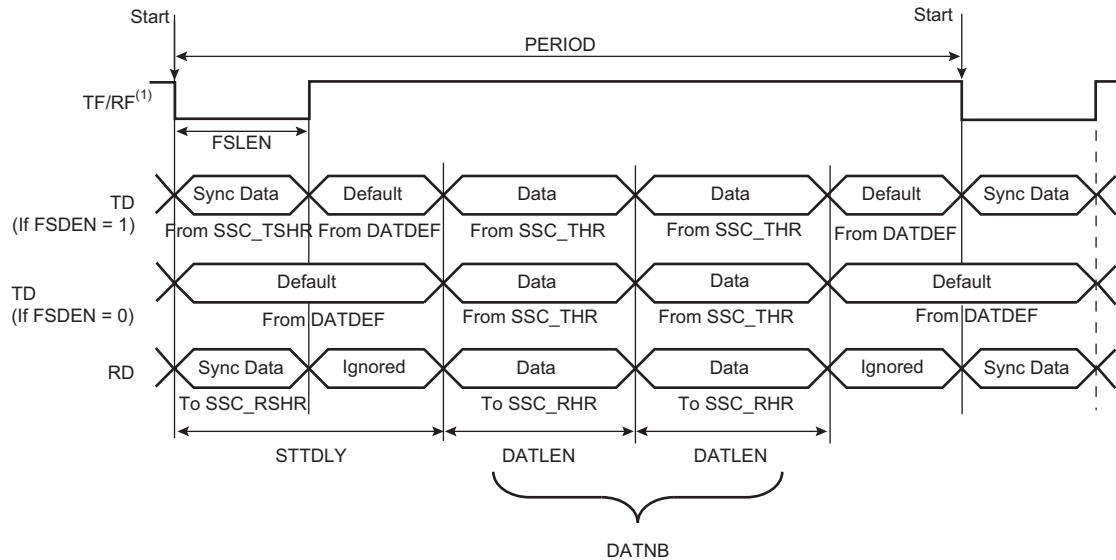 Start
Start
PERIOD
TF/RF(1)
FSLEN
TD
(If FSDEN = 1)
Sync Data
Default
Data
Data
Default
Sync Data
From SSC_TSHR
From DATDEF
From SSC_THR
From SSC_THR
From DATDEF
TD
(If FSDEN = 0)
Default
Data
Data
Default
From DATDEF
From SSC_THR
From SSC_THR
From DATDEF
RD
Sync Data
Ignored
Data
Data
Ignored
Sync Data
To SSC_RSHR
To SSC_RHR
To SSC_RHR
STTDLY
DATLEN
DATLEN
DATNB